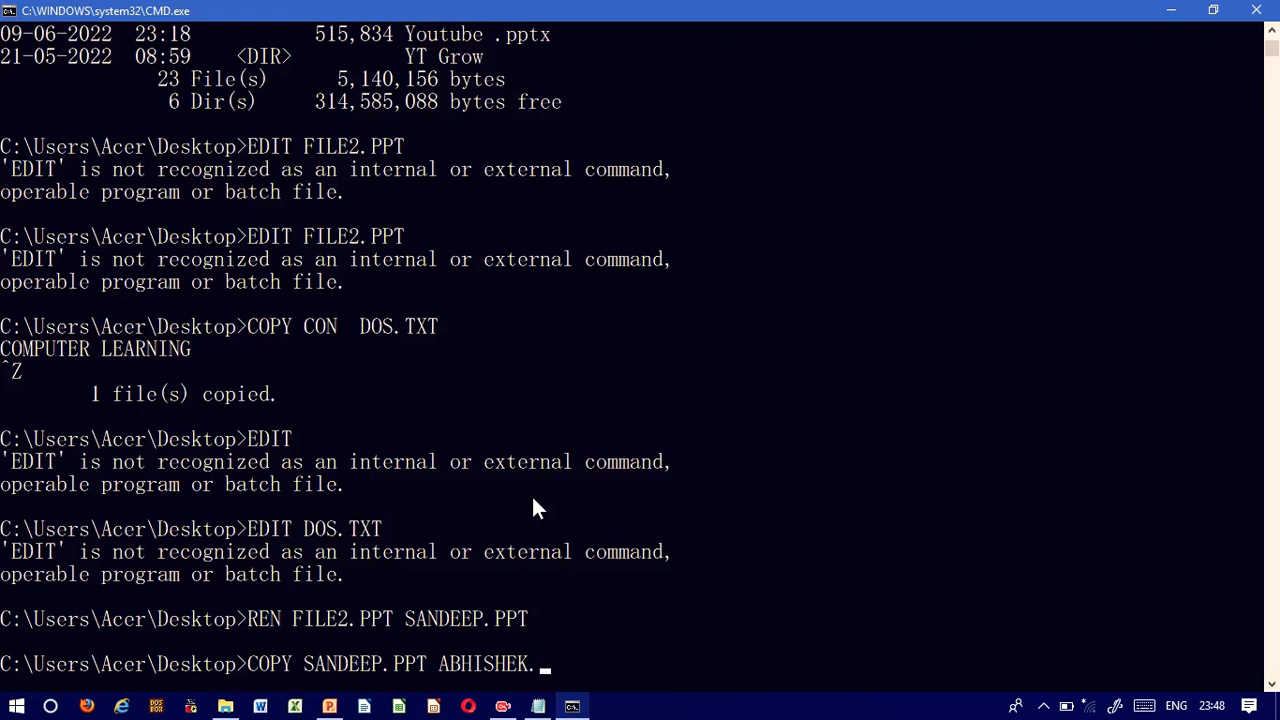 C:\WINDOWS\system32\CMD.exe
09-06-2022 23:18 515,834 Youtube .pptx
21-05-2022 08:59 <DIR> YT Grow
23 File(s) 5,140,156 bytes
6 Dir(s) 314,585,088 bytes free
C:\Users\Acer\Desktop>EDIT FILE2.PPT
'EDIT' is not recognized as an internal or external command,
operable program or batch file.
C:\Users\Acer\Desktop>EDIT FILE2.PPT
'EDIT' is not recognized as an internal or external command,
operable program or batch file.
C:\Users\Acer\Desktop>COPY CON  DOS.TXT
COMPUTER LEARNING
^Z
1 file(s) copied.
C:\Users\Acer\Desktop>EDIT
'EDIT' is not recognized as an internal or external command,
operable program or batch file.
C:\Users\Acer\Desktop>EDIT DOS.TXT
'EDIT' is not recognized as an internal or external command,
operable program or batch file.
C:\Users\Acer\Desktop>REN FILE2.PPT SANDEEP.PPT
C:\Users\Acer\Desktop>COPY SANDEEP.PPT ABHISHEK._
ENG 23:48